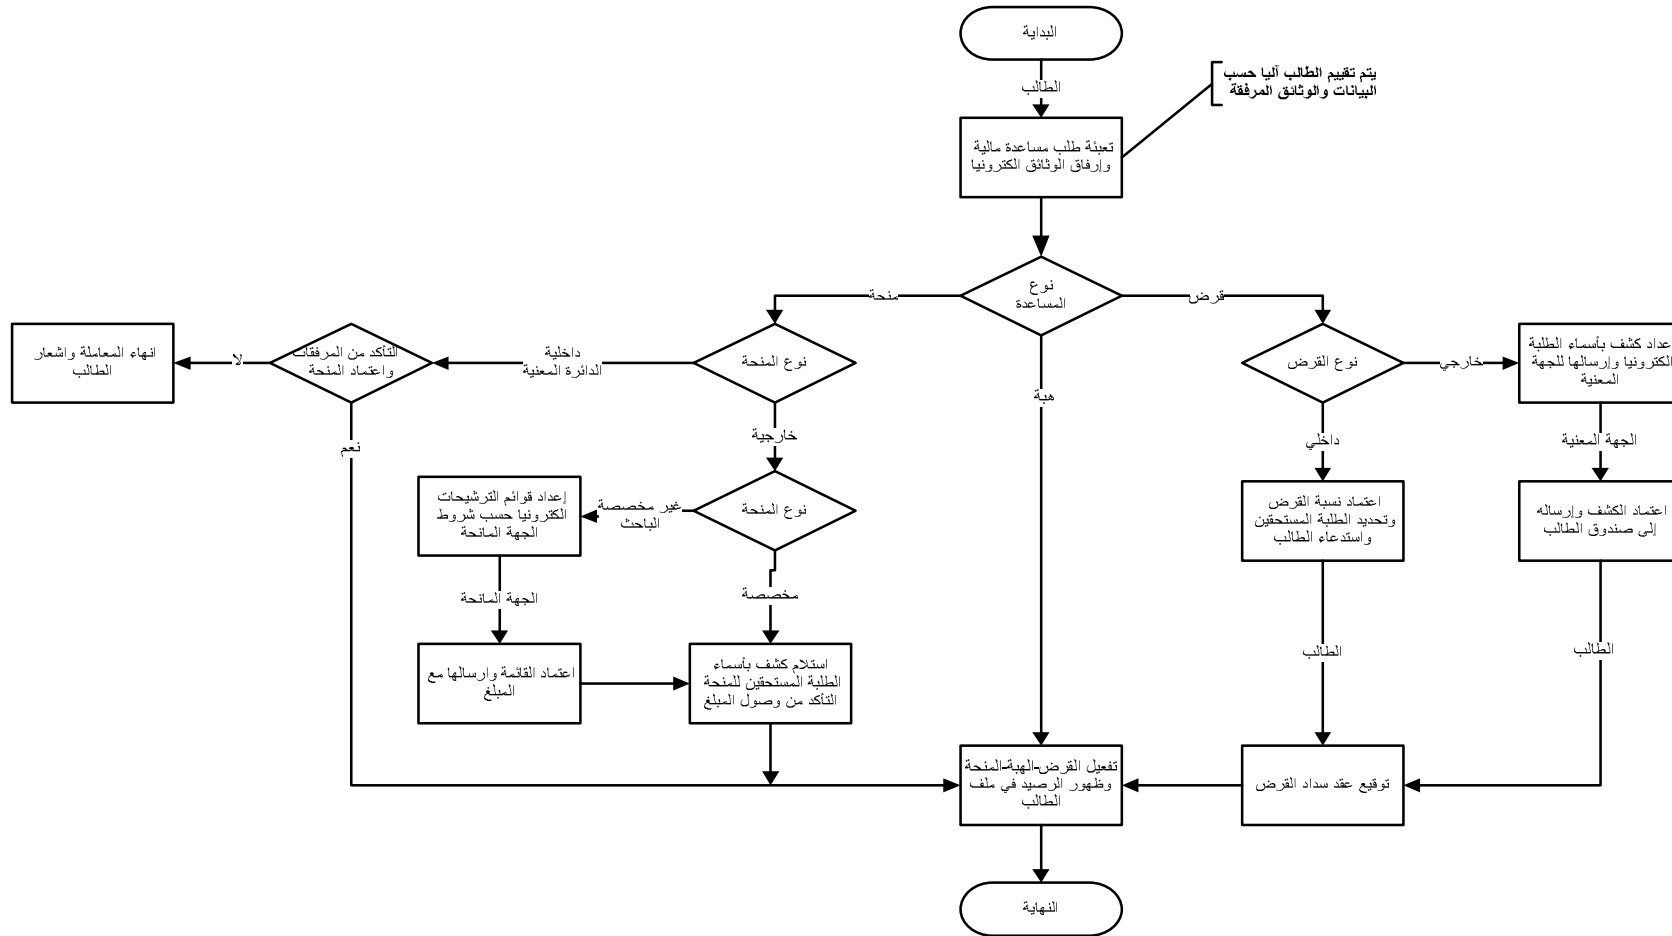 البداية
الطالب
يتم تقييم الطالب آليا حسب
البيانات والوثائق المرفقة
تعبئة طلب مساعدة مالية
وإرفاق الوثائق الكترونيا
نوع
المساعدة
قرض
منحة
هبة
نوع القرض
خارجي
عداد كشف بأسماء الطلبة
الكترونيا وإرسالها للجهة
المعنية
داخلي
الجهة المعنية
اعتماد نسبة القرض
وتحديد الطلبة المستحقين
واستدعاء الطالب
اعتماد الكشف وإرساله
إلى صندوق الطالب
الطالب
الطالب
توقيع عقد سداد القرض
نوع المنحة
داخلية
الدائرة المعنية
التأكد من المرفقات
واعتماد المنحة
لا
انهاء المعاملة واشعار
الطالب
نعم
خارجية
نوع المنحة
غير مخصصة
الباحث
إعداد قوائم الترشيحات
الكترونيا حسب شروط
الجهة المانحة
الجهة المانحة
مخصصة
اعتماد القائمة وارسالها مع
المبلغ
استلام كشف بأسماء
الطلبة المستحقين للمنحة
التأكد من وصول المبلغ
تفعيل القرض-الهبة-المنحة
وظهور الرصيد في ملف
الطالب
النهاية